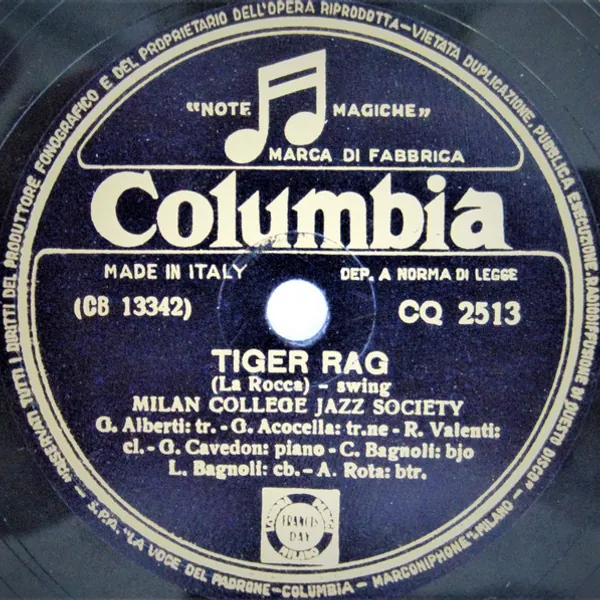 "RISERVATI TUTTI I DIRITTI DEL PRODUTTORE FONOGRAFICO E DEL PROPRIETARIO DELL'OPERA RIPRODOTTA-VIETATA DUPLICAZIONE, PUBBLICA ESECUZIONE, RADIODIFFUSIONE DI QUESTO DISCO"
"NOTE MAGICHE"
MARCA DI FABBRICA
Columbia
MADE IN ITALY DEP. A NORMA DI LEGGE
(CB 13342) CQ 2513
TIGER RAG
(La Rocca) - swing
MILAN COLLEGE JAZZ SOCIETY
G. Alberti: tr. - G. Acocella: tr.ne - R. Valenti:
cl. - G. Cavedon: piano - C. Bagnoli: bjo
L. Bagnoli: cb. - A. Rota: btr.
FRANCIS
DAY
MILANO
- S.P.A. "LA VOCE DEL PADRONE-COLUMBIA-MARCONIPHONE"-MILANO -